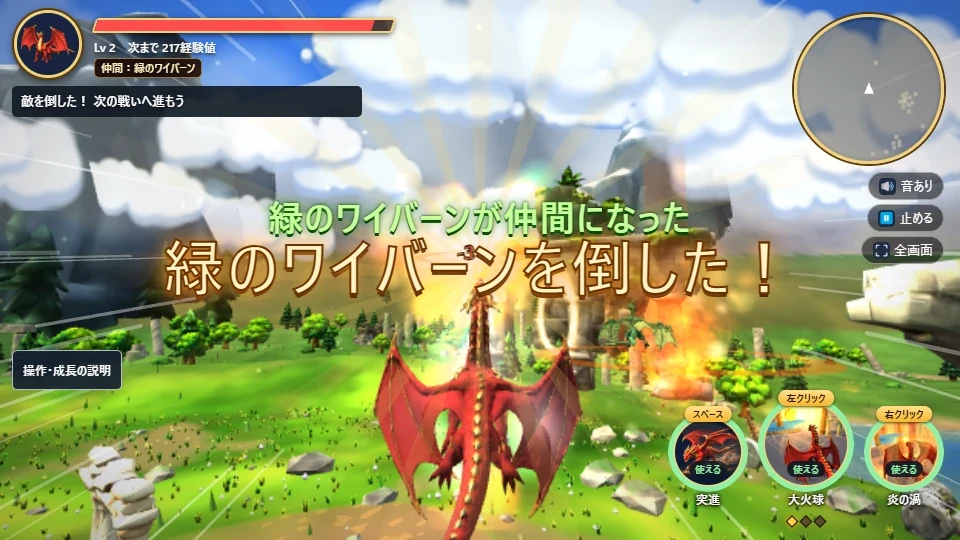 Lv 2 次まで 217経験値
仲間：緑のワイバーン
敵を倒した！ 次の戦いへ進もう
音あり
止める
全画面
緑のワイバーンが仲間になった
-3
緑のワイバーンを倒した！
操作・成長の説明
スペース
左クリック
右クリック
使える
使える
使える
突進
大火球
炎の渦